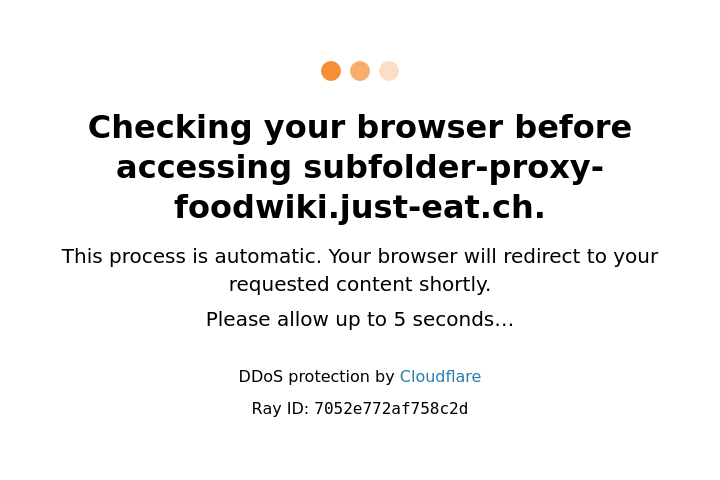 Checking your browser before
accessing subfolder-proxy-
foodwiki.just-eat.ch.
This process is automatic. Your browser will redirect to your
requested content shortly.
Please allow up to 5 seconds…
DDoS protection by Cloudflare
Ray ID: 7052e772af758c2d